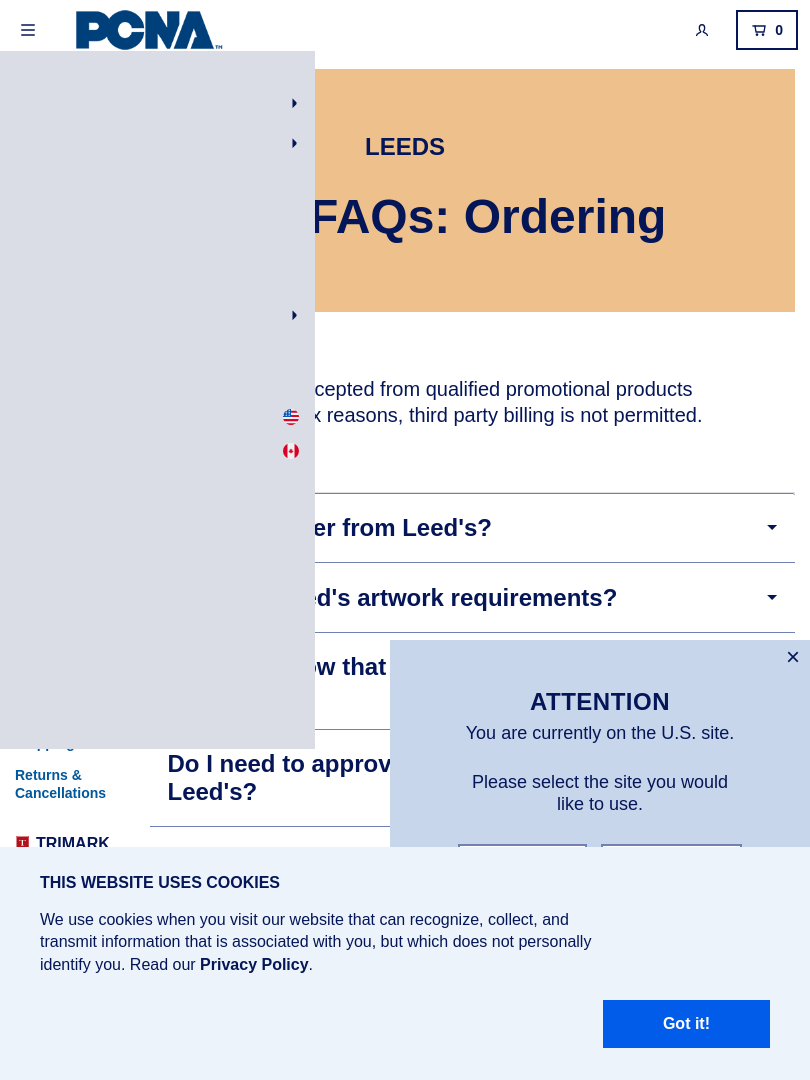 PCNA™
0
LEEDS
FAQs: Ordering
cepted from qualified promotional products
x reasons, third party billing is not permitted.
er from Leed's?
ed's artwork requirements?
ow that
ATTENTION
You are currently on the U.S. site.
Please select the site you would
like to use.
Returns &
Cancellations
Do I need to approv
Leed's?
T TRIMARK
THIS WEBSITE USES COOKIES
We use cookies when you visit our website that can recognize, collect, and
transmit information that is associated with you, but which does not personally
identify you. Read our Privacy Policy.
Got it!